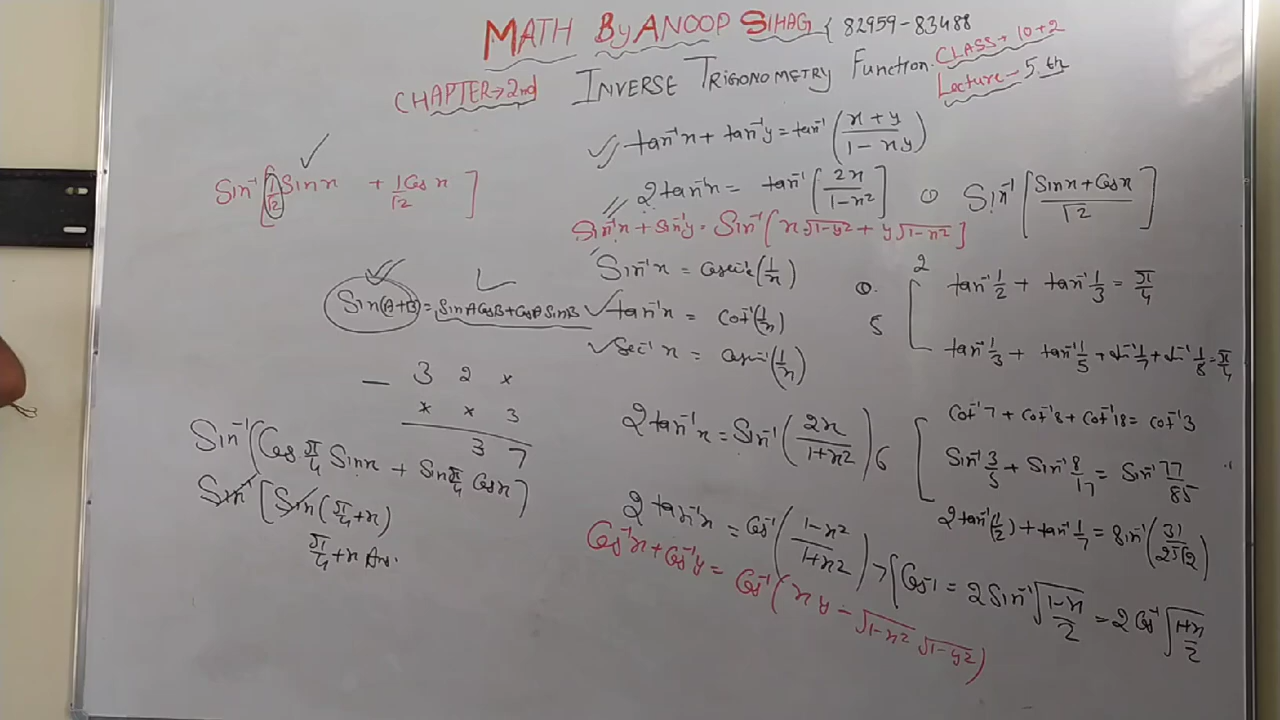 MATH By ANOOP SIHAG { 82959-83488
CHAPTER→2nd INVERSE TRIGONOMETRY Function. CLASS→ 10+2
Lecture - 5.th
tan⁻¹x + tan⁻¹y = tan⁻¹(x+y / 1-xy)
Sin⁻¹[1/√2 Sinx + 1/√2 Cosx]
2tan⁻¹x = tan⁻¹[2x / 1-x²]
Sin⁻¹[Sinx + Cosx / √2]
Sin⁻¹x + Sin⁻¹y = Sin⁻¹[x√1-y² + y√1-x²]
Sin⁻¹x = Cosec⁻¹(1/x)
Sin(A+B) = SinACosB + CosASinB
tan⁻¹x = Cot⁻¹(1/x)
Sec⁻¹x = Cos⁻¹(1/x)
2
5
tan⁻¹ 1/2 + tan⁻¹ 1/3 = π/4
tan⁻¹ 1/3 + tan⁻¹ 1/5 + tan⁻¹ 1/7 + tan⁻¹ 1/8 = π/4
— 3 2 ×
× × 3
3 7
Sin⁻¹(Cos π/4 Sinx + Sin π/4 Cosx]
Sin⁻¹[Sin(π/4 + x)
π/4 + x Ans.
2tan⁻¹x = Sin⁻¹(2x / 1+x²)
6
Cot⁻¹7 + Cot⁻¹8 + Cot⁻¹18 = Cot⁻¹3
Sin⁻¹ 3/5 + Sin⁻¹ 8/17 = Sin⁻¹ 77/85
2tan⁻¹(1/2) + tan⁻¹ 1/7 = Sin⁻¹(31 / 25√2)
2tan⁻¹x = Cos⁻¹(1-x² / 1+x²)
7 Cos⁻¹ = 2Sin⁻¹√1-x/2 = 2Cos⁻¹√1+x/2
Cos⁻¹x + Cos⁻¹y = Cos⁻¹(xy - √1-x² √1-y²)